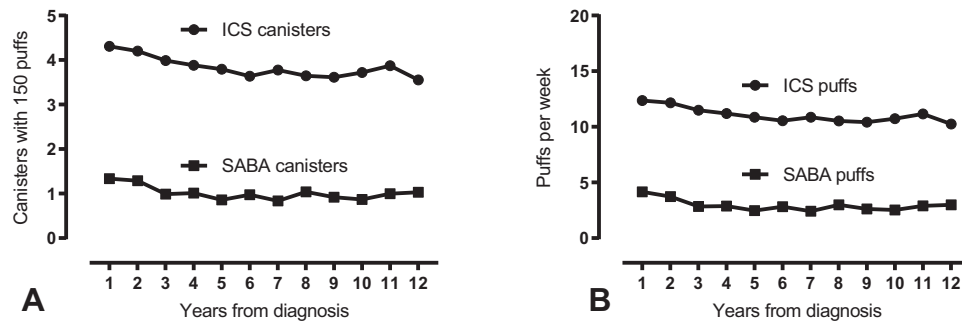 Canisters with 150 puffs
5
4
3
2
1
0
ICS canisters
SABA canisters
1 2 3 4 5 6 7 8 9 10 11 12
Years from diagnosis
A
Puffs per week
20
15
10
5
0
ICS puffs
SABA puffs
1 2 3 4 5 6 7 8 9 10 11 12
Years from diagnosis
B